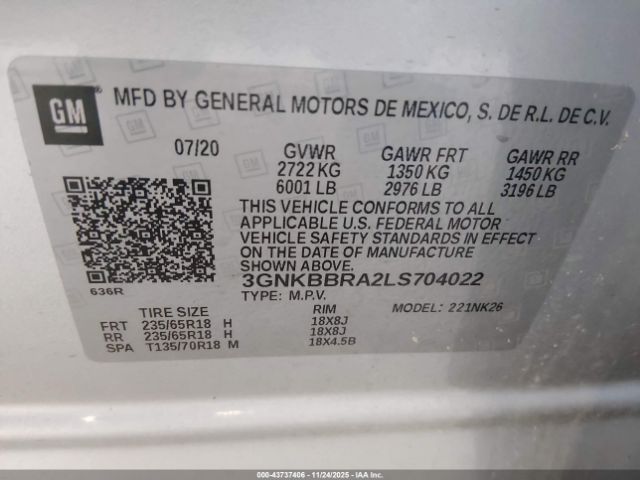 GM
MFD BY GENERAL MOTORS DE MEXICO, S. DE R.L. DE C.V.
07/20 GVWR GAWR FRT GAWR RR
2722 KG 1350 KG 1450 KG
6001 LB 2976 LB 3196 LB
THIS VEHICLE CONFORMS TO ALL
APPLICABLE U.S. FEDERAL MOTOR
VEHICLE SAFETY STANDARDS IN EFFECT
ON THE DATE OF MANUFACTURE
SHOWN ABOVE.
636R
3GNKBBRA2LS704022
TYPE: M.P.V. MODEL: 221NK26
TIRE SIZE RIM
FRT 235/65R18 H 18X8J
RR 235/65R18 H 18X8J
SPA T135/70R18 M 18X4.5B
000-43737406 - 11/24/2025 - IAAI.COM